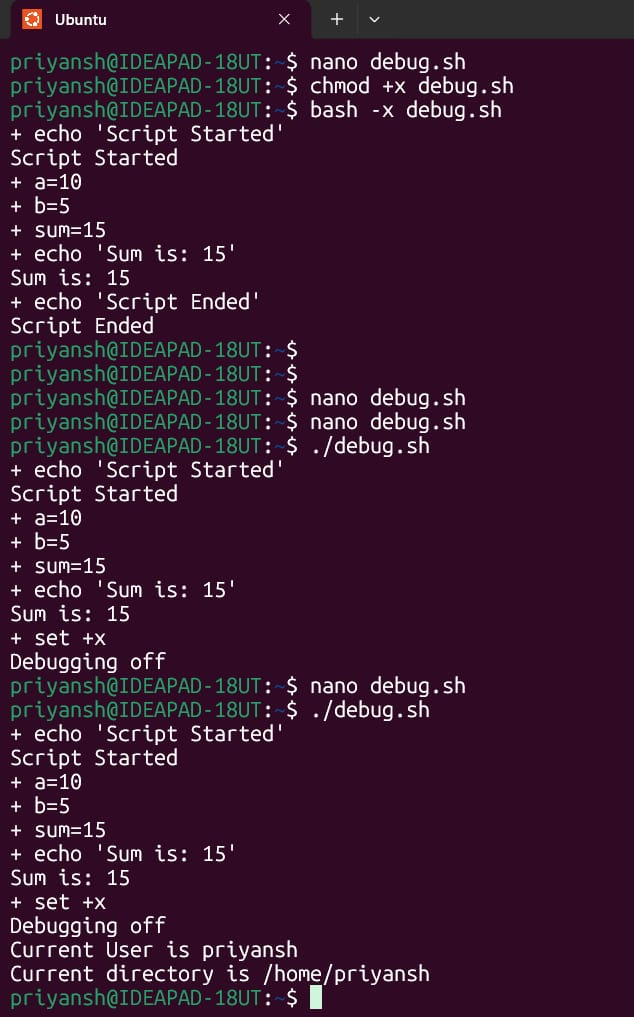 Ubuntu
priyansh@IDEAPAD-18UT:~$ nano debug.sh
priyansh@IDEAPAD-18UT:~$ chmod +x debug.sh
priyansh@IDEAPAD-18UT:~$ bash -x debug.sh
+ echo 'Script Started'
Script Started
+ a=10
+ b=5
+ sum=15
+ echo 'Sum is: 15'
Sum is: 15
+ echo 'Script Ended'
Script Ended
priyansh@IDEAPAD-18UT:~$
priyansh@IDEAPAD-18UT:~$
priyansh@IDEAPAD-18UT:~$ nano debug.sh
priyansh@IDEAPAD-18UT:~$ nano debug.sh
priyansh@IDEAPAD-18UT:~$ ./debug.sh
+ echo 'Script Started'
Script Started
+ a=10
+ b=5
+ sum=15
+ echo 'Sum is: 15'
Sum is: 15
+ set +x
Debugging off
priyansh@IDEAPAD-18UT:~$ nano debug.sh
priyansh@IDEAPAD-18UT:~$ ./debug.sh
+ echo 'Script Started'
Script Started
+ a=10
+ b=5
+ sum=15
+ echo 'Sum is: 15'
Sum is: 15
+ set +x
Debugging off
Current User is priyansh
Current directory is /home/priyansh
priyansh@IDEAPAD-18UT:~$